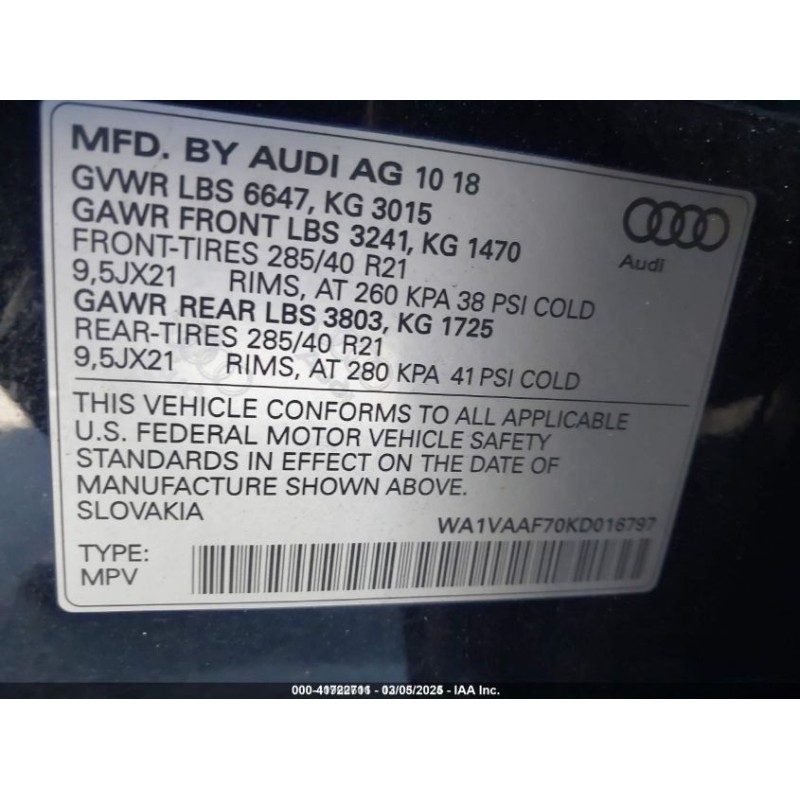 MFD. BY AUDI AG 10 18
GVWR LBS 6647, KG 3015
GAWR FRONT LBS 3241, KG 1470
FRONT-TIRES 285/40 R21
9,5JX21 RIMS, AT 260 KPA 38 PSI COLD
GAWR REAR LBS 3803, KG 1725
REAR-TIRES 285/40 R21
9,5JX21 RIMS, AT 280 KPA 41 PSI COLD
Audi
THIS VEHICLE CONFORMS TO ALL APPLICABLE
U.S. FEDERAL MOTOR VEHICLE SAFETY
STANDARDS IN EFFECT ON THE DATE OF
MANUFACTURE SHOWN ABOVE.
SLOVAKIA
WA1VAAF70KD016797
TYPE:
MPV
- IAA Inc.